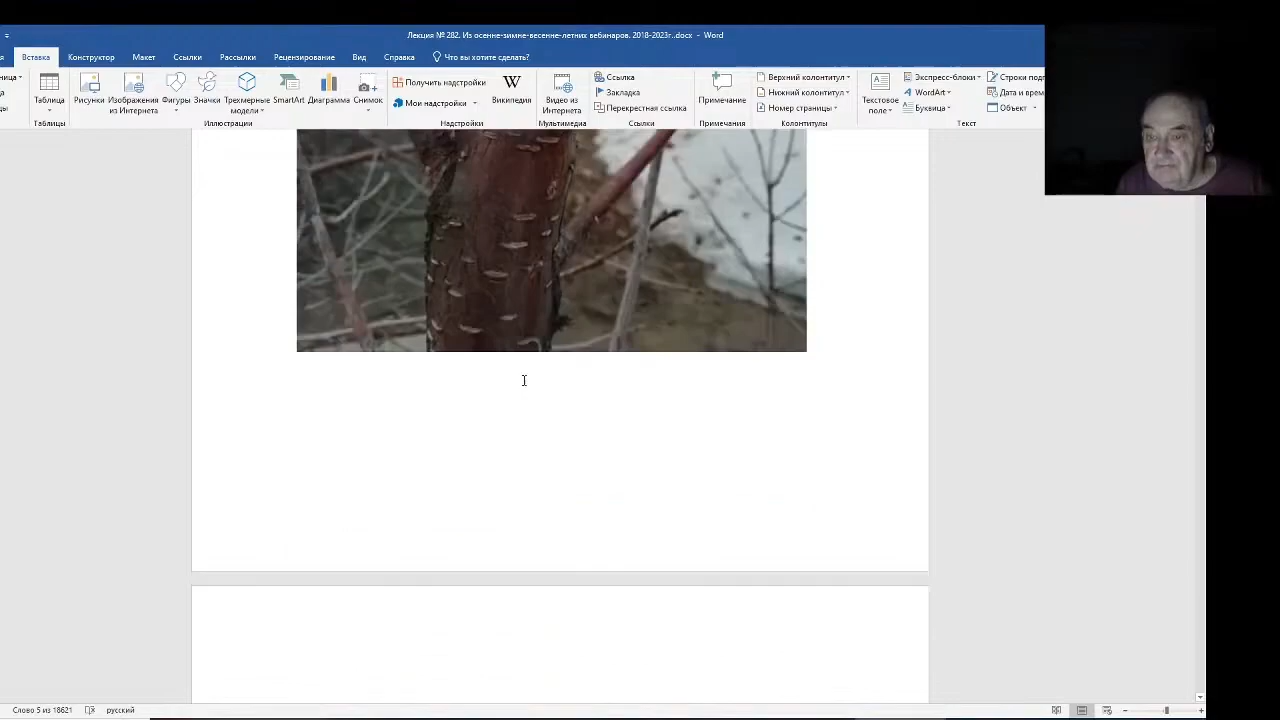 Лекция № 282. Из осенне-зимне-весенне-летних вебинаров. 2018-2023г..docx - Word
Вставка Конструктор Макет Ссылки Рассылки Рецензирование Вид Справка Что вы хотите сделать?
Таблица
Таблицы
Рисунки
Изображения из Интернета
Фигуры
Значки
Трехмерные модели
SmartArt
Диаграмма
Снимок
Иллюстрации
Получить надстройки
Мои надстройки
Википедия
Надстройки
Видео из Интернета
Мультимедиа
Ссылка
Закладка
Перекрестная ссылка
Ссылки
Примечание
Примечания
Верхний колонтитул
Нижний колонтитул
Номер страницы
Колонтитулы
Текстовое поле
Экспресс-блоки
WordArt
Буквица
Дата и врем
Объект
Текст
Слово 5 из 18621 русский